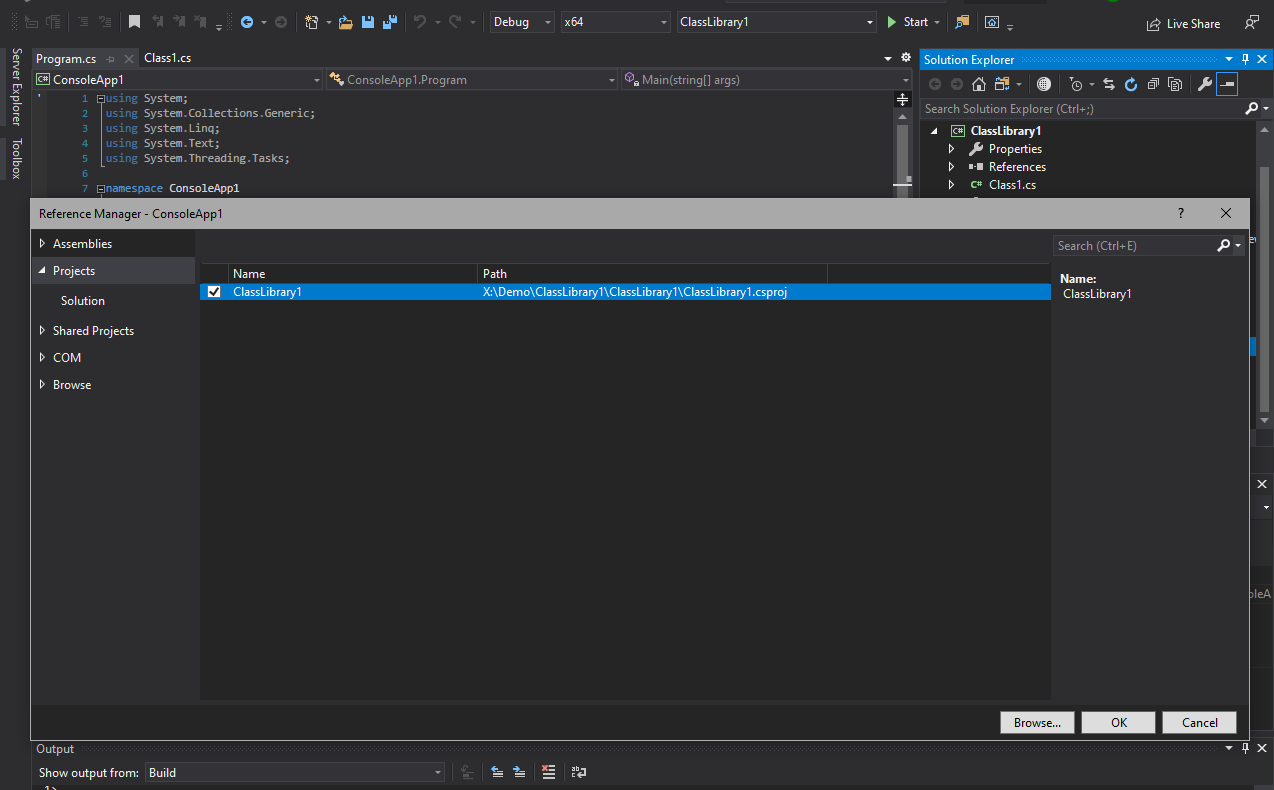 Debug x64 ClassLibrary1 Start Live Share
Server Explorer
Toolbox
Program.cs Class1.cs
ConsoleApp1 ConsoleApp1.Program Main(string[] args)
1 using System;
2 using System.Collections.Generic;
3 using System.Linq;
4 using System.Text;
5 using System.Threading.Tasks;
6
7 namespace ConsoleApp1
Solution Explorer
Search Solution Explorer (Ctrl+;)
C# ClassLibrary1
Properties
References
C# Class1.cs
Reference Manager - ConsoleApp1 ?
Assemblies
Projects
Solution
Shared Projects
COM
Browse
Name Path
ClassLibrary1 X:\Demo\ClassLibrary1\ClassLibrary1\ClassLibrary1.csproj
Search (Ctrl+E)
Name:
ClassLibrary1
Browse... OK Cancel
Output
Show output from: Build